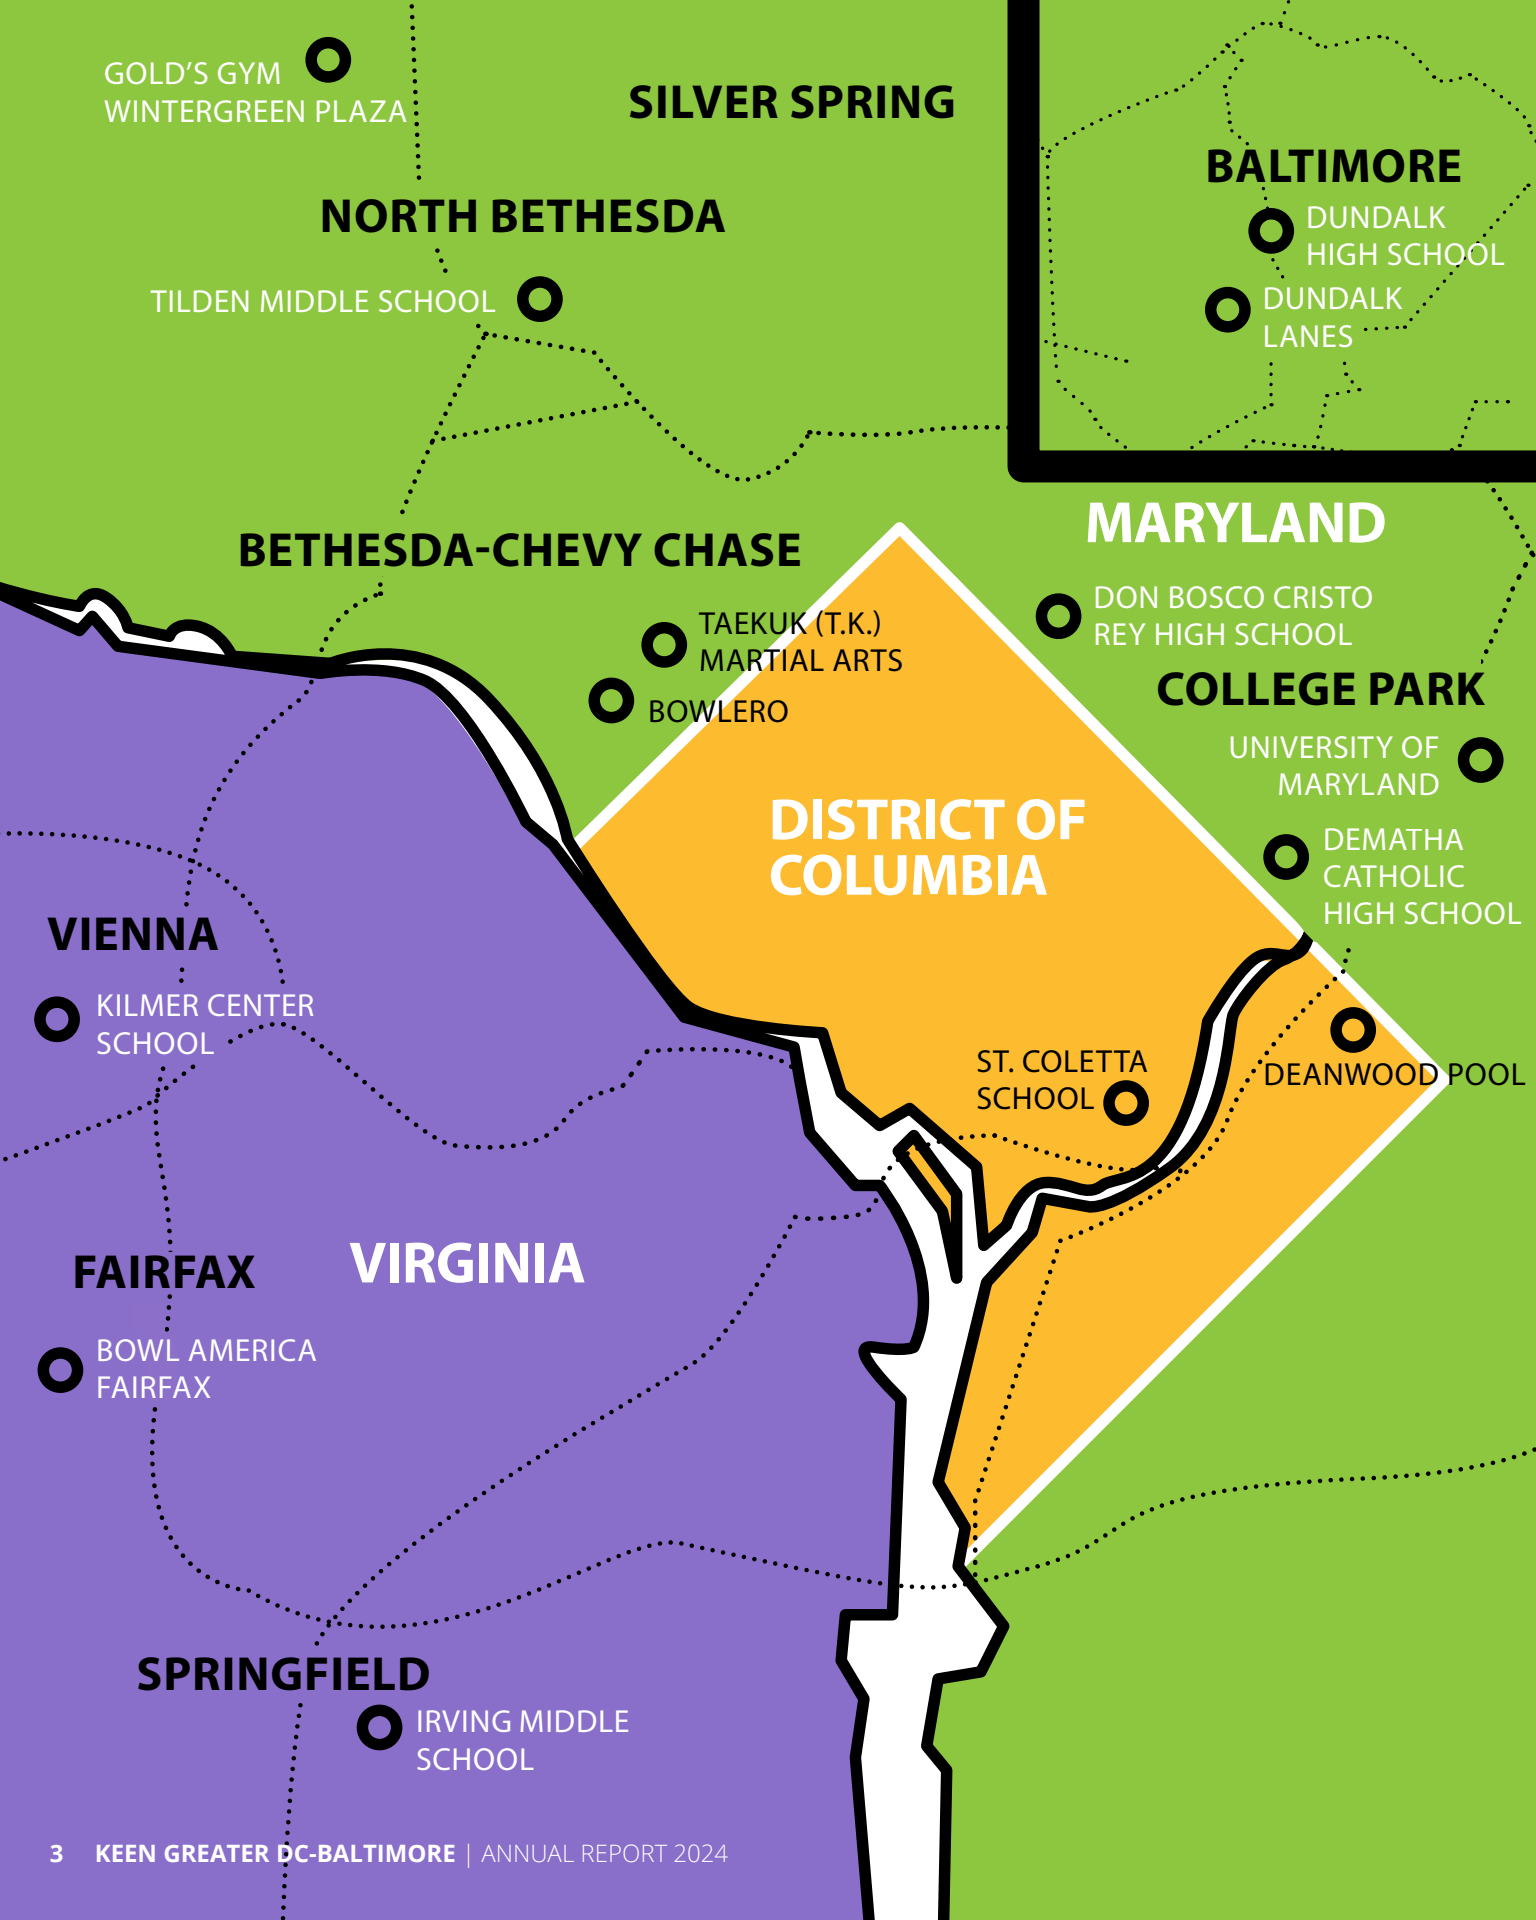 GOLD’S GYM
WINTERGREEN PLAZA
SILVER SPRING
NORTH BETHESDA
TILDEN MIDDLE SCHOOL
BALTIMORE
DUNDALK
HIGH SCHOOL
DUNDALK
LANES
MARYLAND
BETHESDA-CHEVY CHASE
TAEKUK (T.K.)
MARTIAL ARTS
BOWLERO
DON BOSCO CRISTO
REY HIGH SCHOOL
COLLEGE PARK
UNIVERSITY OF
MARYLAND
DEMATHA
CATHOLIC
HIGH SCHOOL
DISTRICT OF
COLUMBIA
VIENNA
KILMER CENTER
SCHOOL
ST. COLETTA
SCHOOL
DEANWOOD POOL
FAIRFAX
VIRGINIA
BOWL AMERICA
FAIRFAX
SPRINGFIELD
IRVING MIDDLE
SCHOOL
3 KEEN GREATER DC-BALTIMORE | ANNUAL REPORT 2024